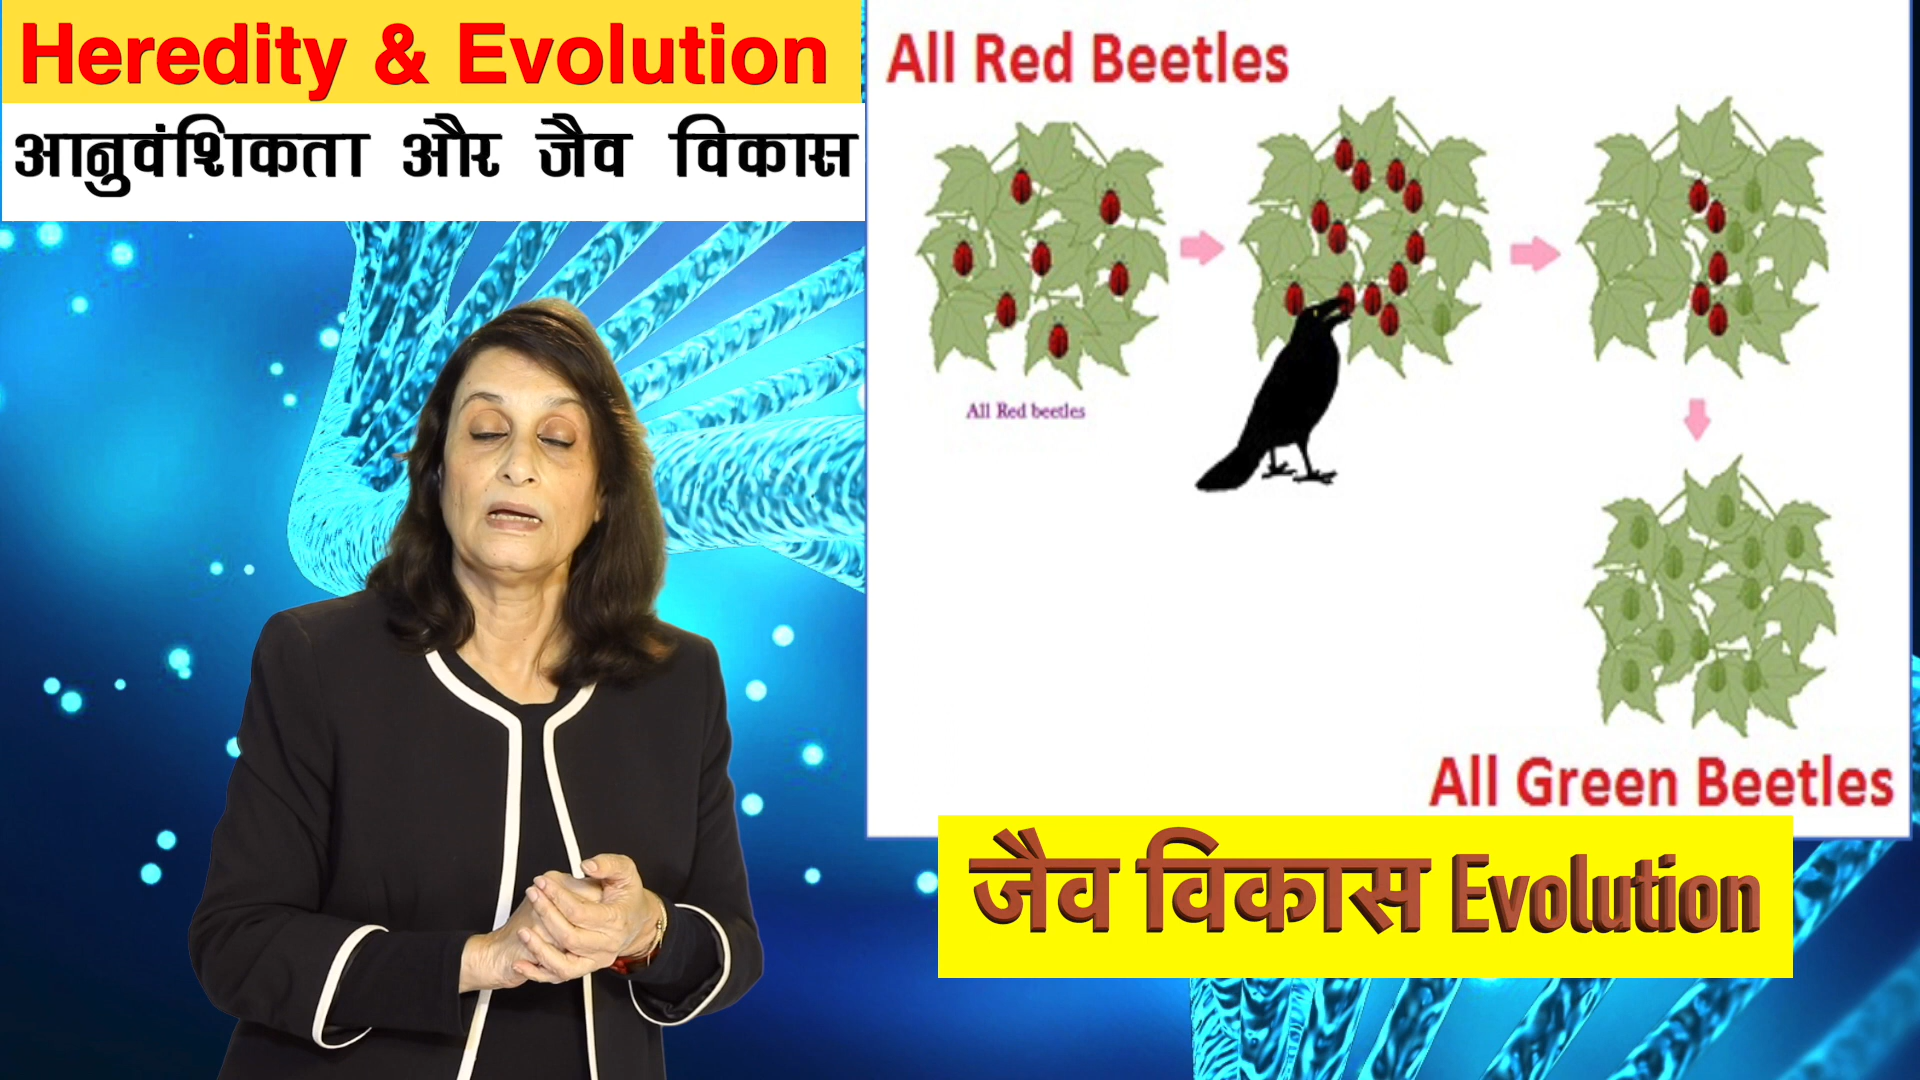 Heredity & Evolution
आनुवंशिकता और जैव विकास
All Red Beetles
All Red beetles
All Green Beetles
जैव विकास Evolution